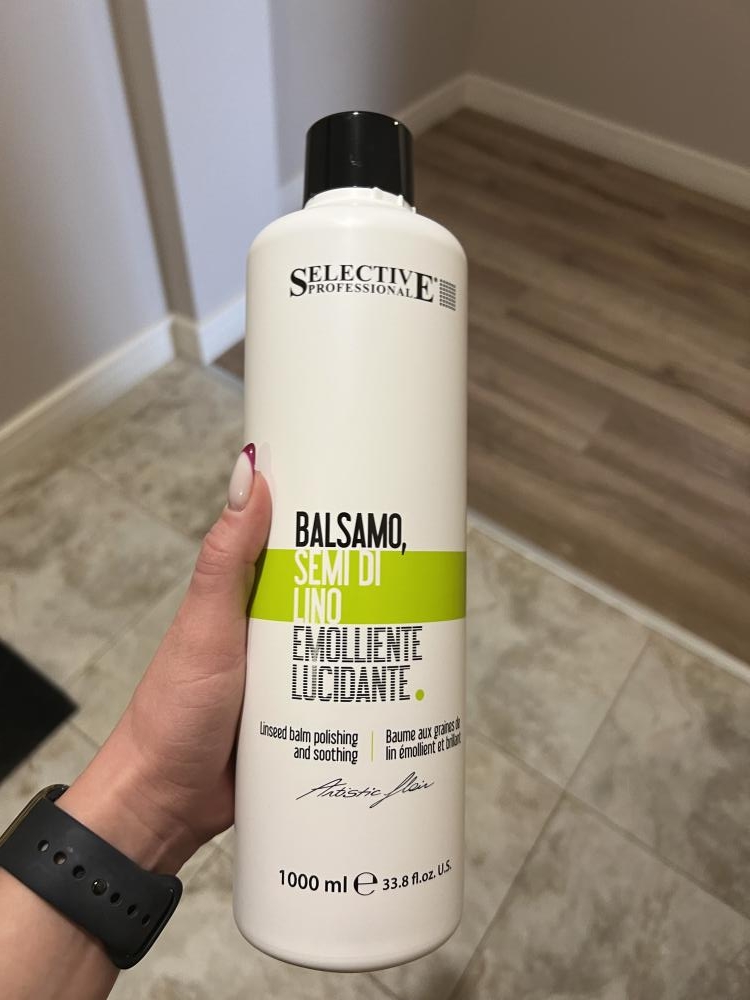 SELECTIVE
PROFESSIONAL
BALSAMO,
SEMI DI
LINO
EMOLLIENTE
LUCIDANTE.
Linseed balm polishing
and soothing
Baume aux graines de
lin émollient et brillant
Artistic flair
1000 ml ℮ 33.8 fl.oz. U.S.